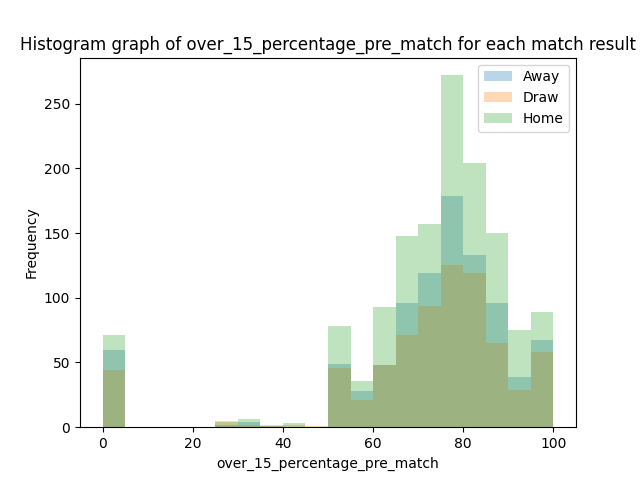 Histogram graph of over_15_percentage_pre_match for each match result
Away
Draw
Home
250
200
150
100
50
0
Frequency
0 20 40 60 80 100
over_15_percentage_pre_match